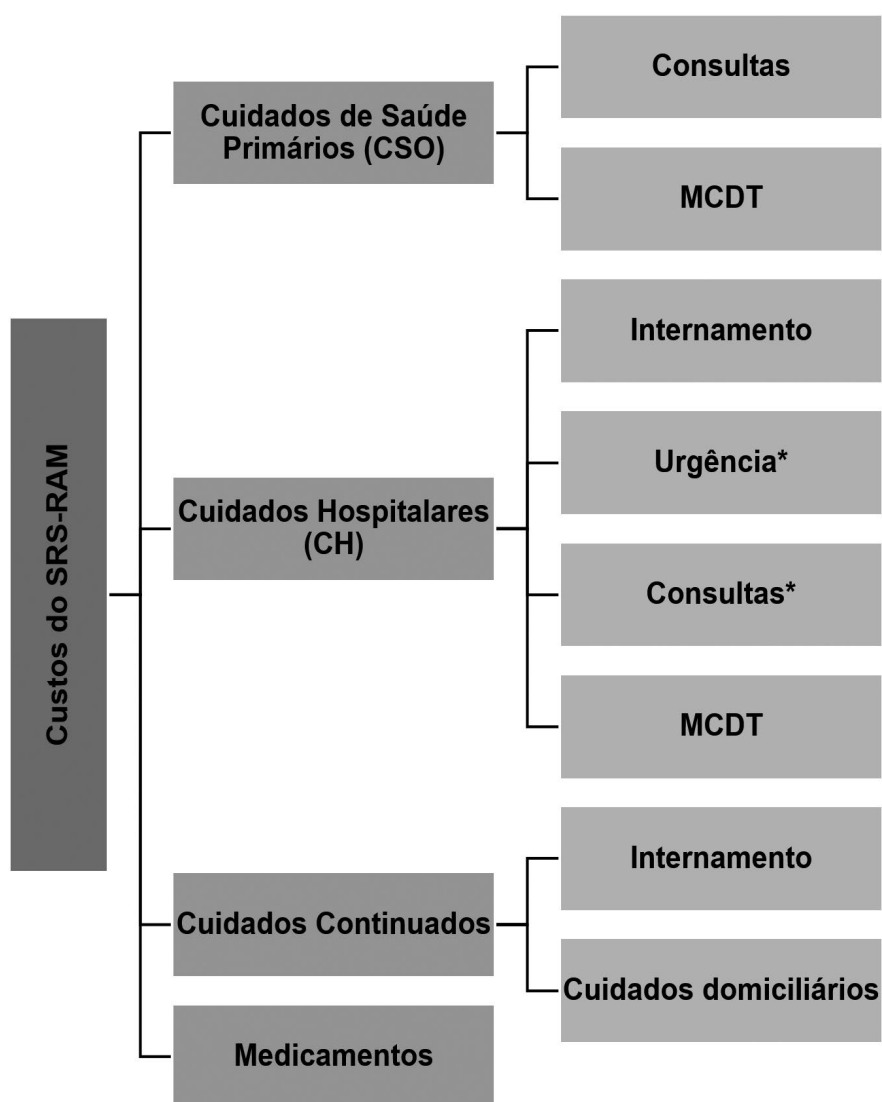 Custos do SRS-RAM
Cuidados de Saúde
Primários (CSO)
Consultas
MCDT
Cuidados Hospitalares
(CH)
Internamento
Urgência*
Consultas*
MCDT
Cuidados Continuados
Internamento
Cuidados domiciliários
Medicamentos